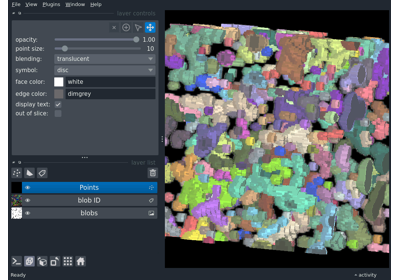 File View Plugins Window Help
layer controls
opacity: 1.00
point size: 10
blending: translucent
symbol: disc
face color: white
edge color: dimgrey
display text:
out of slice:
layer list
Points
blob ID
blobs
Ready
activity